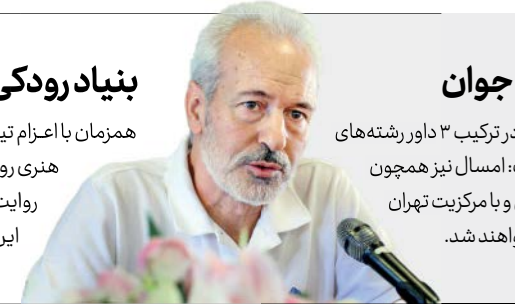 جوان
در ترکیب ۳ داور رشته‌های
: امسال نیز همچون
و با مرکزیت تهران
واهند شد.
بنیاد رودکی
همزمان با اعزام تی
هنری رو
روایت
این